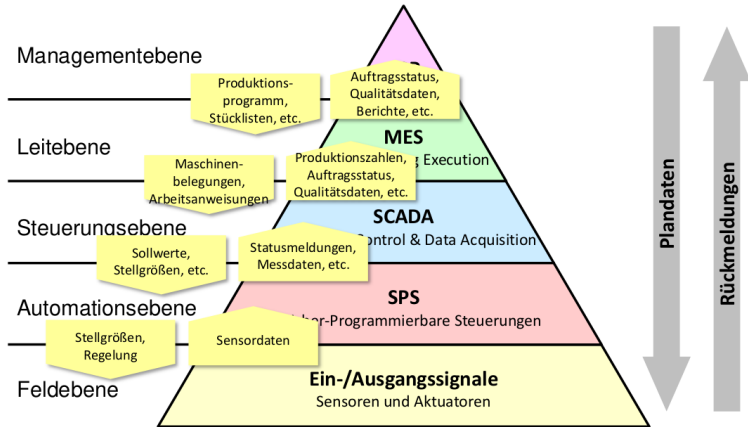 Managementebene
Produktions-
programm,
Stücklisten, etc.
Auftragsstatus,
Qualitätsdaten,
Berichte, etc.
Leitebene
MES
Execution
Maschinen-
belegungen,
Arbeitsanweisungen
Produktionszahlen,
Auftragsstatus,
Qualitätsdaten, etc.
Steuerungsebene
SCADA
Control & Data Acquisition
Sollwerte,
Stellgrößen, etc.
Statusmeldungen,
Messdaten, etc.
Automationsebene
SPS
-Programmierbare Steuerungen
Stellgrößen,
Regelung
Sensordaten
Feldebene
Ein-/Ausgangssignale
Sensoren und Aktuatoren
Plandaten
Rückmeldungen